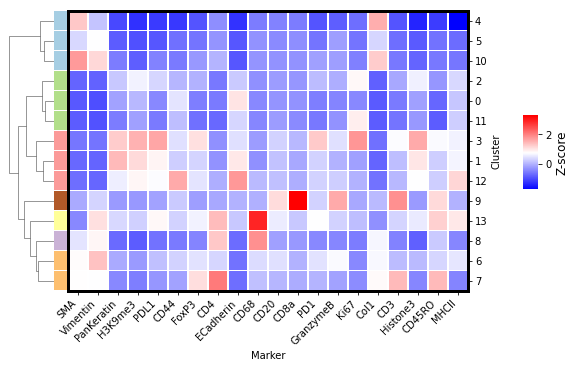 4
5
10
2
0
11
3
1
12
9
13
8
6
7
Cluster
2
0
Z-score
SMA
Vimentin
PanKeratin
H3K9me3
PDL1
CD44
FoxP3
CD4
ECadherin
CD68
CD20
CD8a
PD1
GranzymeB
Ki67
Col1
CD3
Histone3
CD45RO
MHCII
Marker